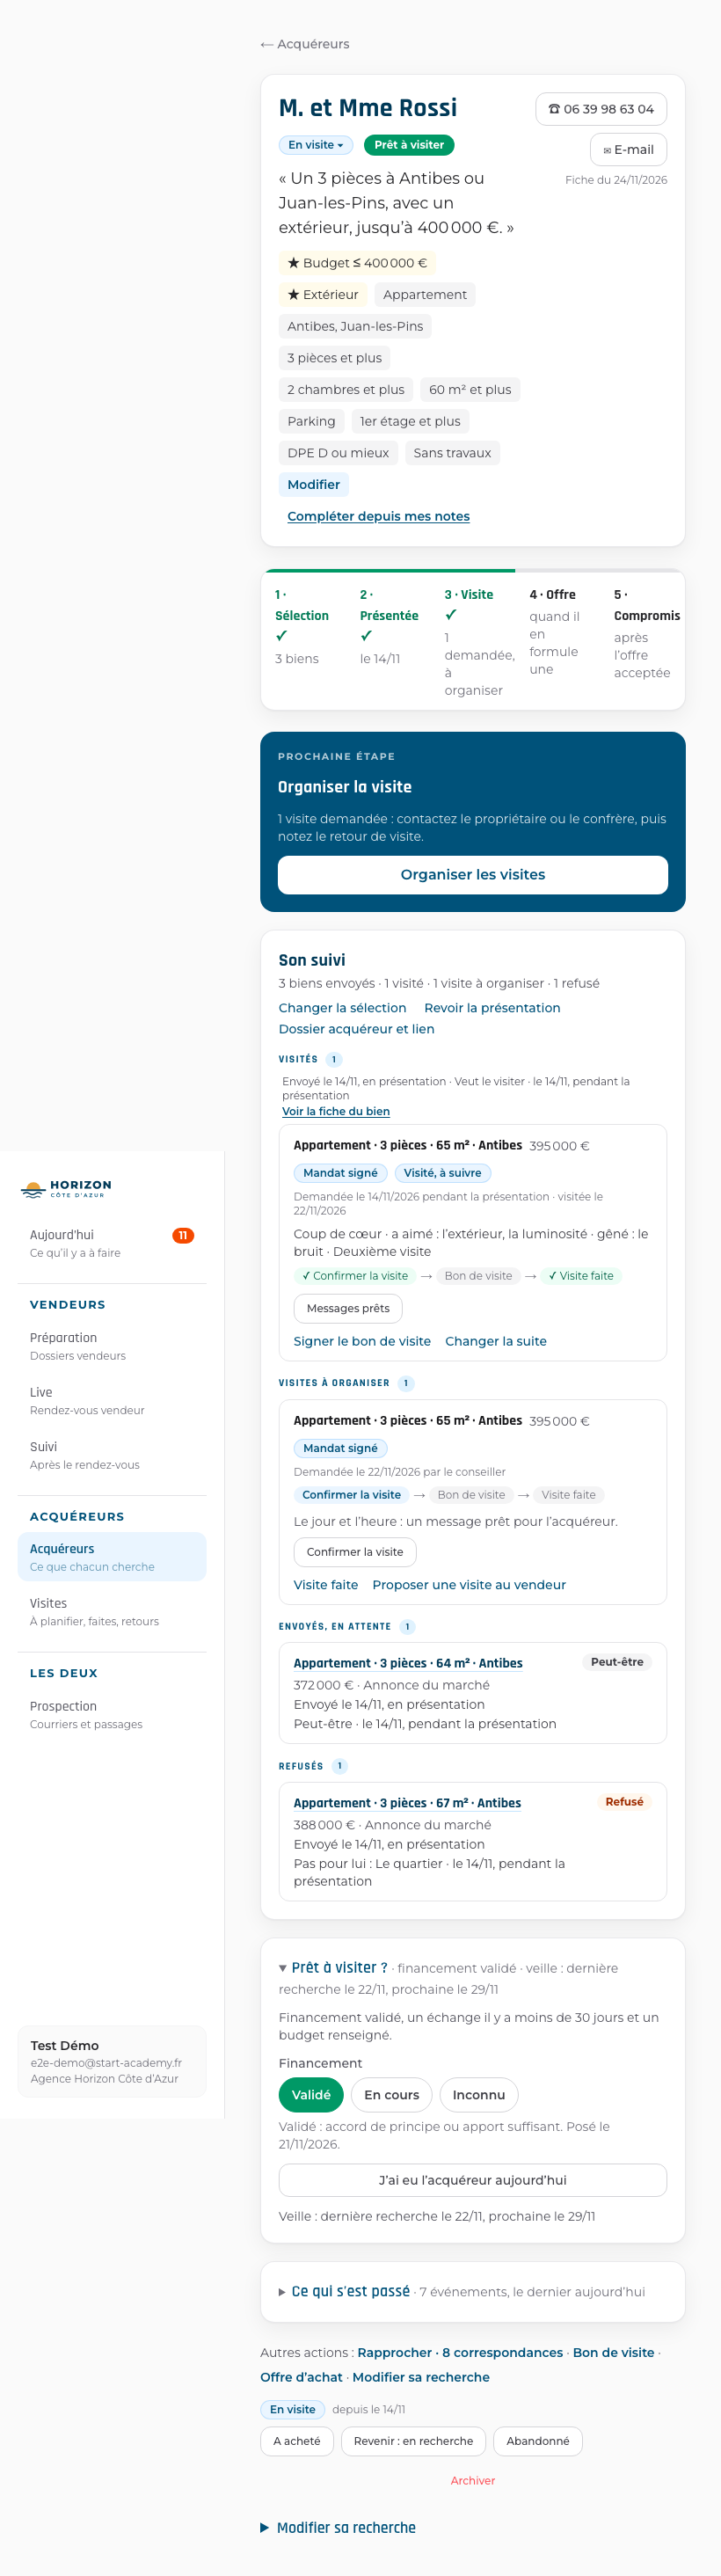 ← Acquéreurs
M. et Mme Rossi
☎ 06 39 98 63 04
En visite ▾
Prêt à visiter
✉ E-mail
Fiche du 24/11/2026
« Un 3 pièces à Antibes ou
Juan-les-Pins, avec un
extérieur, jusqu’à 400 000 €. »
★ Budget ≤ 400 000 €
★ Extérieur
Appartement
Antibes, Juan-les-Pins
3 pièces et plus
2 chambres et plus
60 m² et plus
Parking
1er étage et plus
DPE D ou mieux
Sans travaux
Modifier
Compléter depuis mes notes
1 · Sélection ✓
3 biens
2 · Présentée ✓
le 14/11
3 · Visite ✓
1 demandée, à organiser
4 · Offre
quand il en formule une
5 · Compromis
après l’offre acceptée
PROCHAINE ÉTAPE
Organiser la visite
1 visite demandée : contactez le propriétaire ou le confrère, puis
notez le retour de visite.
Organiser les visites
Son suivi
3 biens envoyés · 1 visité · 1 visite à organiser · 1 refusé
Changer la sélection
Revoir la présentation
Dossier acquéreur et lien
VISITÉS 1
Envoyé le 14/11, en présentation · Veut le visiter · le 14/11, pendant la
présentation
Voir la fiche du bien
Appartement · 3 pièces · 65 m² · Antibes 395 000 €
Mandat signé
Visité, à suivre
Demandée le 14/11/2026 pendant la présentation · visitée le
22/11/2026
Coup de cœur · a aimé : l’extérieur, la luminosité · gêné : le
bruit · Deuxième visite
✓ Confirmer la visite → Bon de visite → ✓ Visite faite
Messages prêts
Signer le bon de visite
Changer la suite
VISITES À ORGANISER 1
Appartement · 3 pièces · 65 m² · Antibes 395 000 €
Mandat signé
Demandée le 22/11/2026 par le conseiller
Confirmer la visite → Bon de visite → Visite faite
Le jour et l’heure : un message prêt pour l’acquéreur.
Confirmer la visite
Visite faite
Proposer une visite au vendeur
ENVOYÉS, EN ATTENTE 1
Appartement · 3 pièces · 64 m² · Antibes
Peut-être
372 000 € · Annonce du marché
Envoyé le 14/11, en présentation
Peut-être · le 14/11, pendant la présentation
REFUSÉS 1
Appartement · 3 pièces · 67 m² · Antibes
Refusé
388 000 € · Annonce du marché
Envoyé le 14/11, en présentation
Pas pour lui : Le quartier · le 14/11, pendant la
présentation
▼ Prêt à visiter ? · financement validé · veille : dernière
recherche le 22/11, prochaine le 29/11
Financement validé, un échange il y a moins de 30 jours et un
budget renseigné.
Financement
Validé
En cours
Inconnu
Validé : accord de principe ou apport suffisant. Posé le
21/11/2026.
J’ai eu l’acquéreur aujourd’hui
Veille : dernière recherche le 22/11, prochaine le 29/11
▶ Ce qui s'est passé · 7 événements, le dernier aujourd’hui
Autres actions : Rapprocher · 8 correspondances · Bon de visite ·
Offre d’achat · Modifier sa recherche
En visite depuis le 14/11
A acheté
Revenir : en recherche
Abandonné
Archiver
▶ Modifier sa recherche
HORIZON
CÔTE D'AZUR
Aujourd’hui
11
Ce qu’il y a à faire
VENDEURS
Préparation
Dossiers vendeurs
Live
Rendez-vous vendeur
Suivi
Après le rendez-vous
ACQUÉREURS
Acquéreurs
Ce que chacun cherche
Visites
À planifier, faites, retours
LES DEUX
Prospection
Courriers et passages
Test Démo
e2e-demo@start-academy.fr
Agence Horizon Côte d’Azur